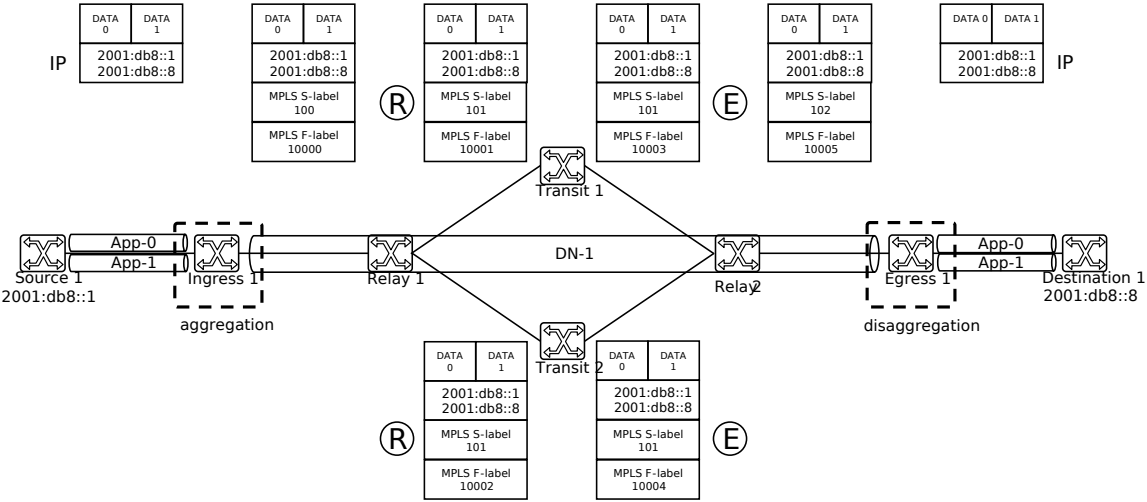 DATA 0 DATA 1
2001:db8::1
2001:db8::8
IP
DATA 0 DATA 1
2001:db8::1
2001:db8::8
MPLS S-label
100
MPLS F-label
10000
R
DATA 0 DATA 1
2001:db8::1
2001:db8::8
MPLS S-label
101
MPLS F-label
10001
DATA 0 DATA 1
2001:db8::1
2001:db8::8
MPLS S-label
101
MPLS F-label
10003
E
DATA 0 DATA 1
2001:db8::1
2001:db8::8
MPLS S-label
102
MPLS F-label
10005
DATA 0 DATA 1
2001:db8::1
2001:db8::8
IP
Transit 1
App-0
App-1
Source 1
2001:db8::1
Ingress 1
aggregation
Relay 1
DN-1
Relay2
Egress 1
disaggregation
App-0
App-1
Destination 1
2001:db8::8
Transit 2
R
DATA 0 DATA 1
2001:db8::1
2001:db8::8
MPLS S-label
101
MPLS F-label
10002
DATA 0 DATA 1
2001:db8::1
2001:db8::8
MPLS S-label
101
MPLS F-label
10004
E